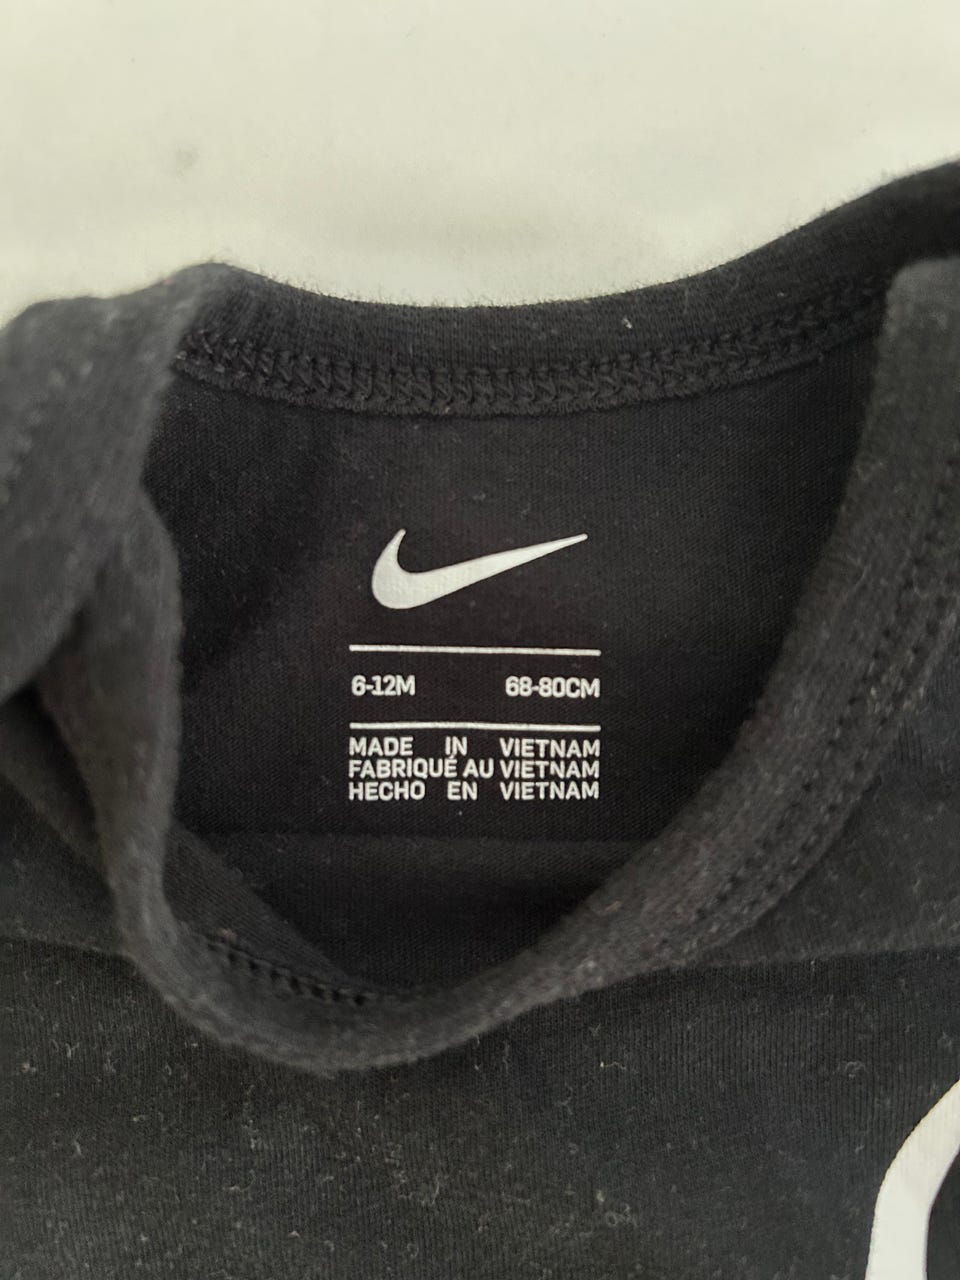 6-12M 68-80CM
MADE IN VIETNAM
FABRIQUÉ AU VIETNAM
HECHO EN VIETNAM